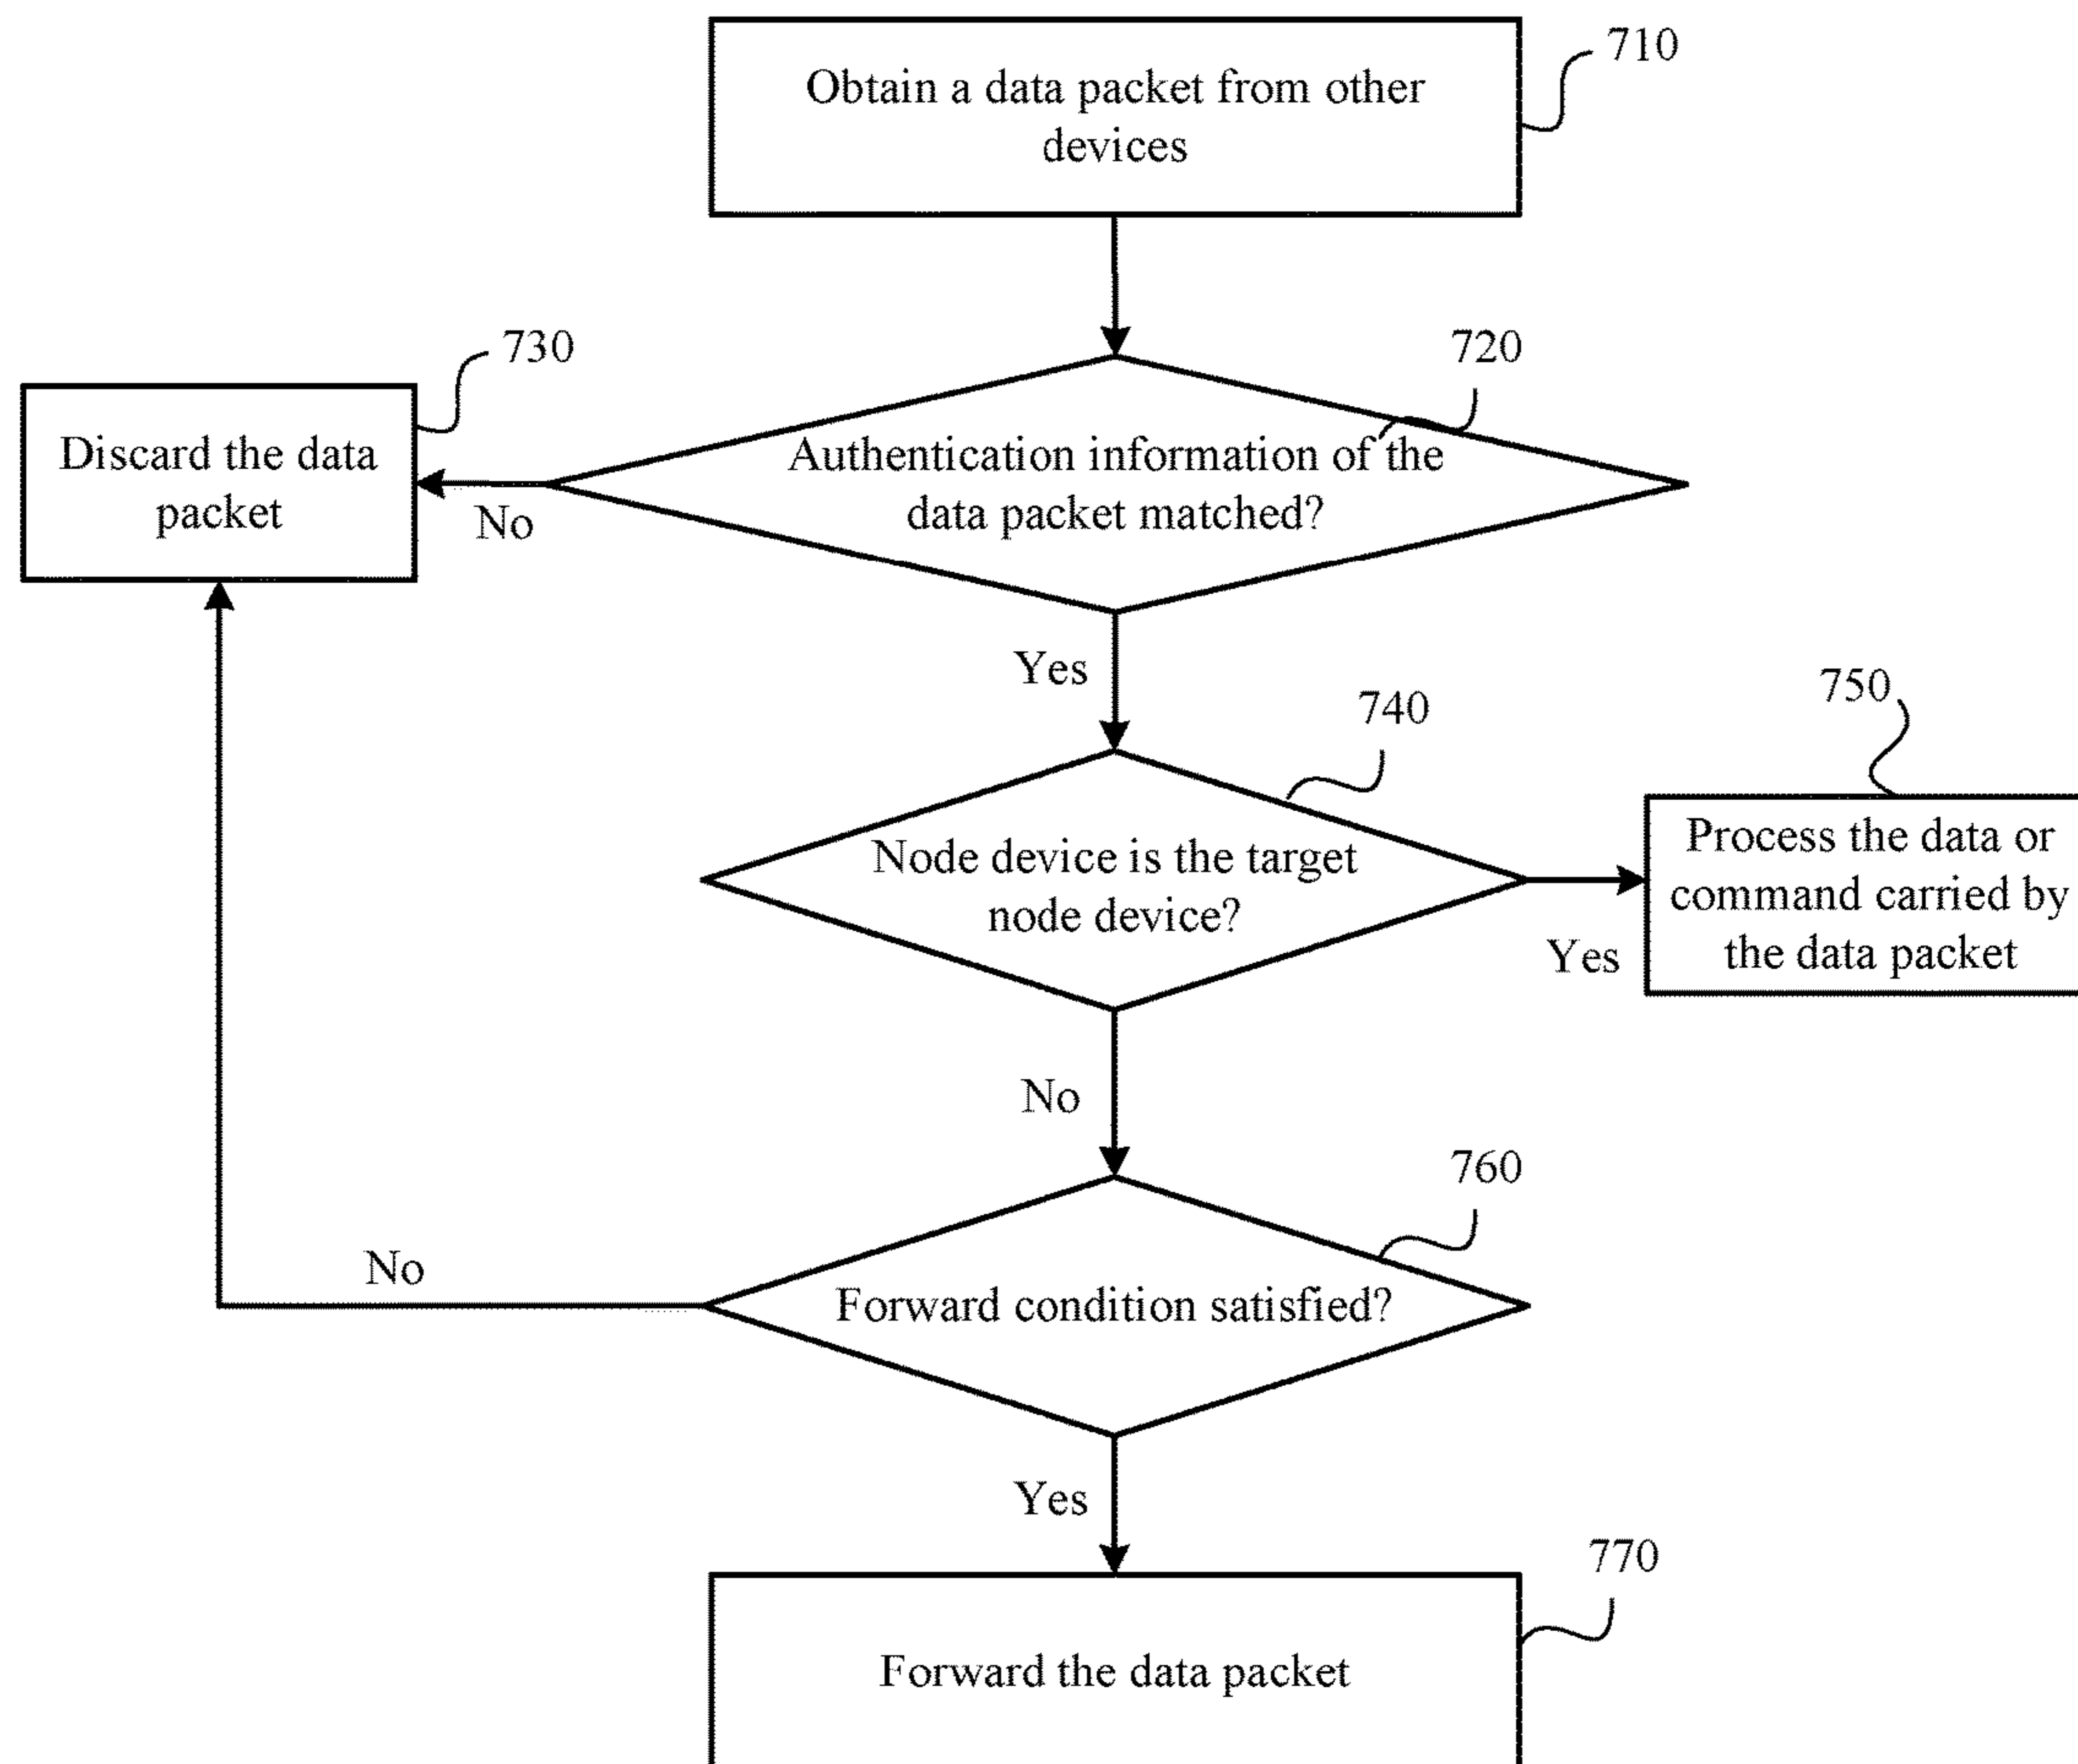 710
Obtain a data packet from other
devices
730
720
Discard the data
packet
Authentication information of the
data packet matched?
No
Yes
740
750
Node device is the target
node device?
Process the data or
command carried by
the data packet
Yes
No
760
No
Forward condition satisfied?
Yes
770
Forward the data packet